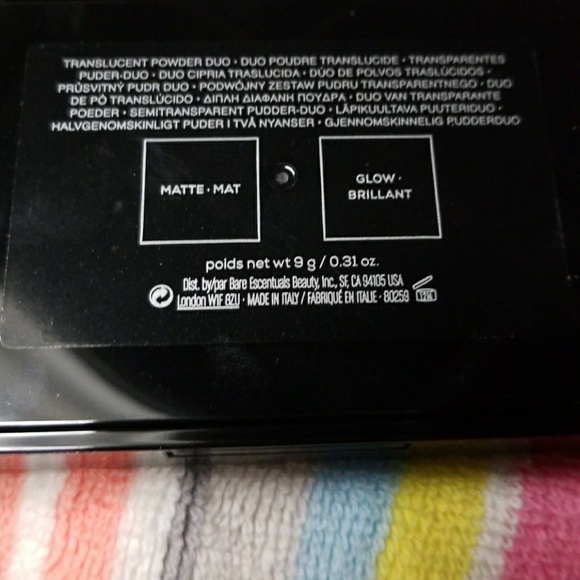 TRANSLUCENT POWDER DUO • DUO POUDRE TRANSLUCIDE • TRANSPARENTES
PUDER-DUO • DUO CIPRIA TRASLUCIDA • DÚO DE POLVOS TRASLÚCIDOS •
PRŮSVITNÝ PUDR DUO • PODWÓJNY ZESTAW PUDRU TRANSPARENTNEGO • DUO
DE PÓ TRANSLÚCIDO • ΔΙΠΛΗ ΔΙΑΦΑΝΗ ΠΟΥΔΡΑ • DUO VAN TRANSPARANTE
POEDER • SEMITRANSPARENT PUDDER-DUO • LÄPIKUULTAVA PUUTERIDUO •
HALVGENOMSKINLIGT PUDER I TVÅ NYANSER • GJENNOMSKINNELIG PUDDERDUO
MATTE • MAT
GLOW •
BRILLANT
poids net wt 9 g / 0.31 oz.
Dist. by/par Bare Escentuals Beauty, Inc., SF, CA 94105 USA
London W1F 8ZU • MADE IN ITALY / FABRIQUÉ EN ITALIE • 80259